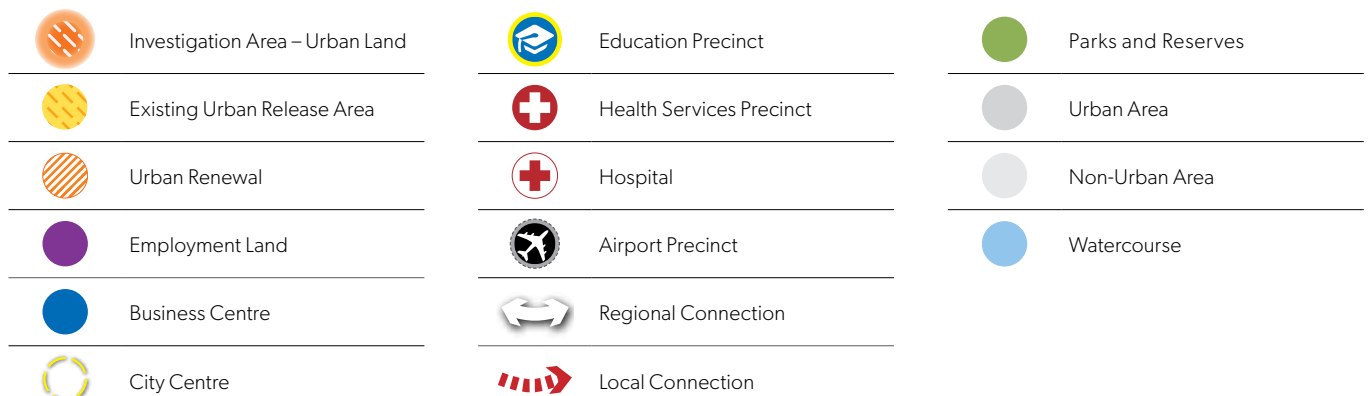 Investigation Area – Urban Land
Existing Urban Release Area
Urban Renewal
Employment Land
Business Centre
City Centre
Education Precinct
Health Services Precinct
Hospital
Airport Precinct
Regional Connection
Local Connection
Parks and Reserves
Urban Area
Non-Urban Area
Watercourse